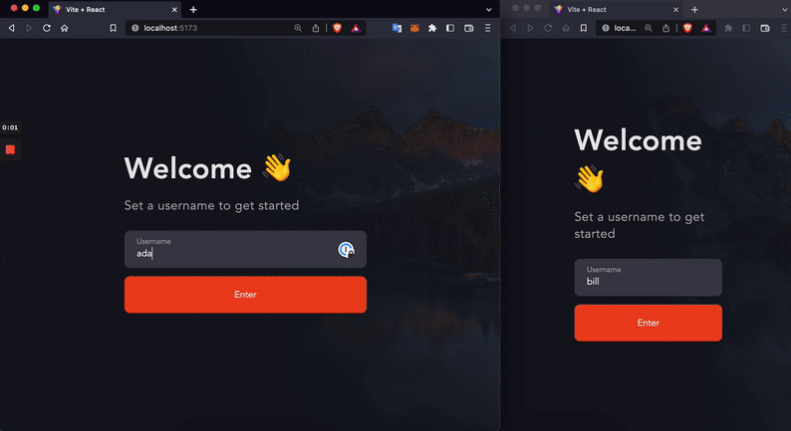 Vite + React
localhost:5173
0:01
Welcome 👋
Set a username to get started
Username
ada
Enter
Vite + React
loca...
Welcome
👋
Set a username to get
started
Username
bill
Enter